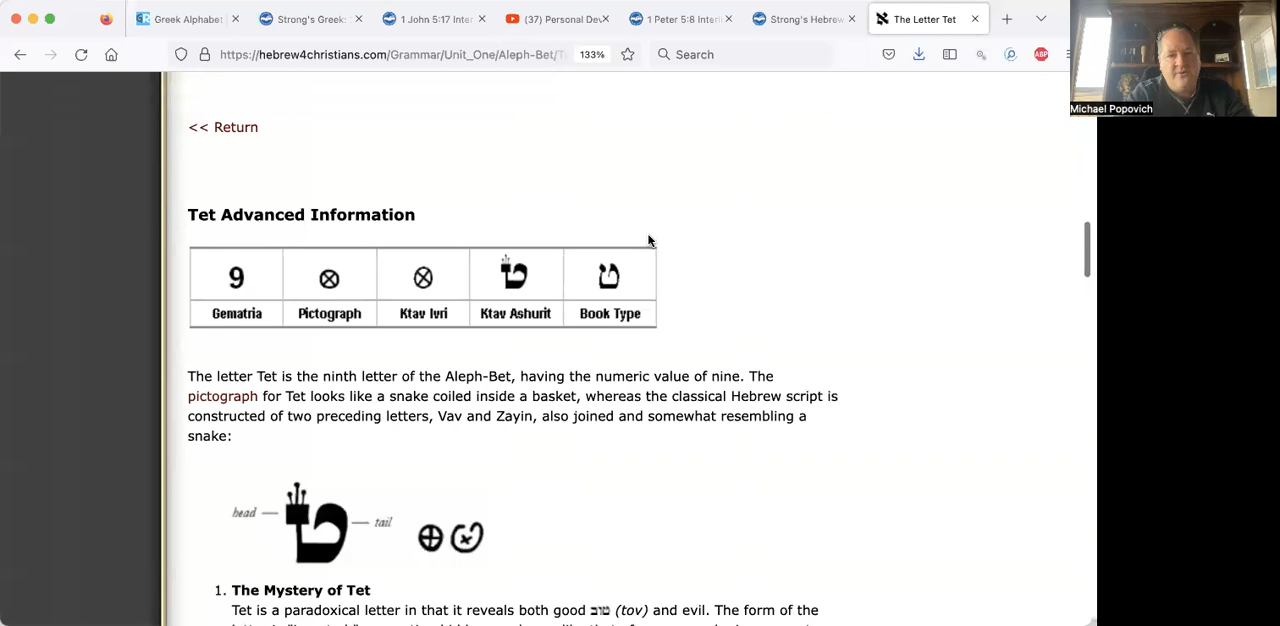 Greek Alphabet
Strong's Greek:
1 John 5:17 Inter
(37) Personal Dev
1 Peter 5:8 Interli
Strong's Hebrew
The Letter Tet
https://hebrew4christians.com/Grammar/Unit_One/Aleph-Bet/T
133%
Search
ABP
Michael Popovich
<< Return
Tet Advanced Information
9
Gematria Pictograph Ktav Ivri Ktav Ashurit Book Type
The letter Tet is the ninth letter of the Aleph-Bet, having the numeric value of nine. The
pictograph for Tet looks like a snake coiled inside a basket, whereas the classical Hebrew script is
constructed of two preceding letters, Vav and Zayin, also joined and somewhat resembling a
snake:
head
tail
1. The Mystery of Tet
Tet is a paradoxical letter in that it reveals both good טוב (tov) and evil. The form of the